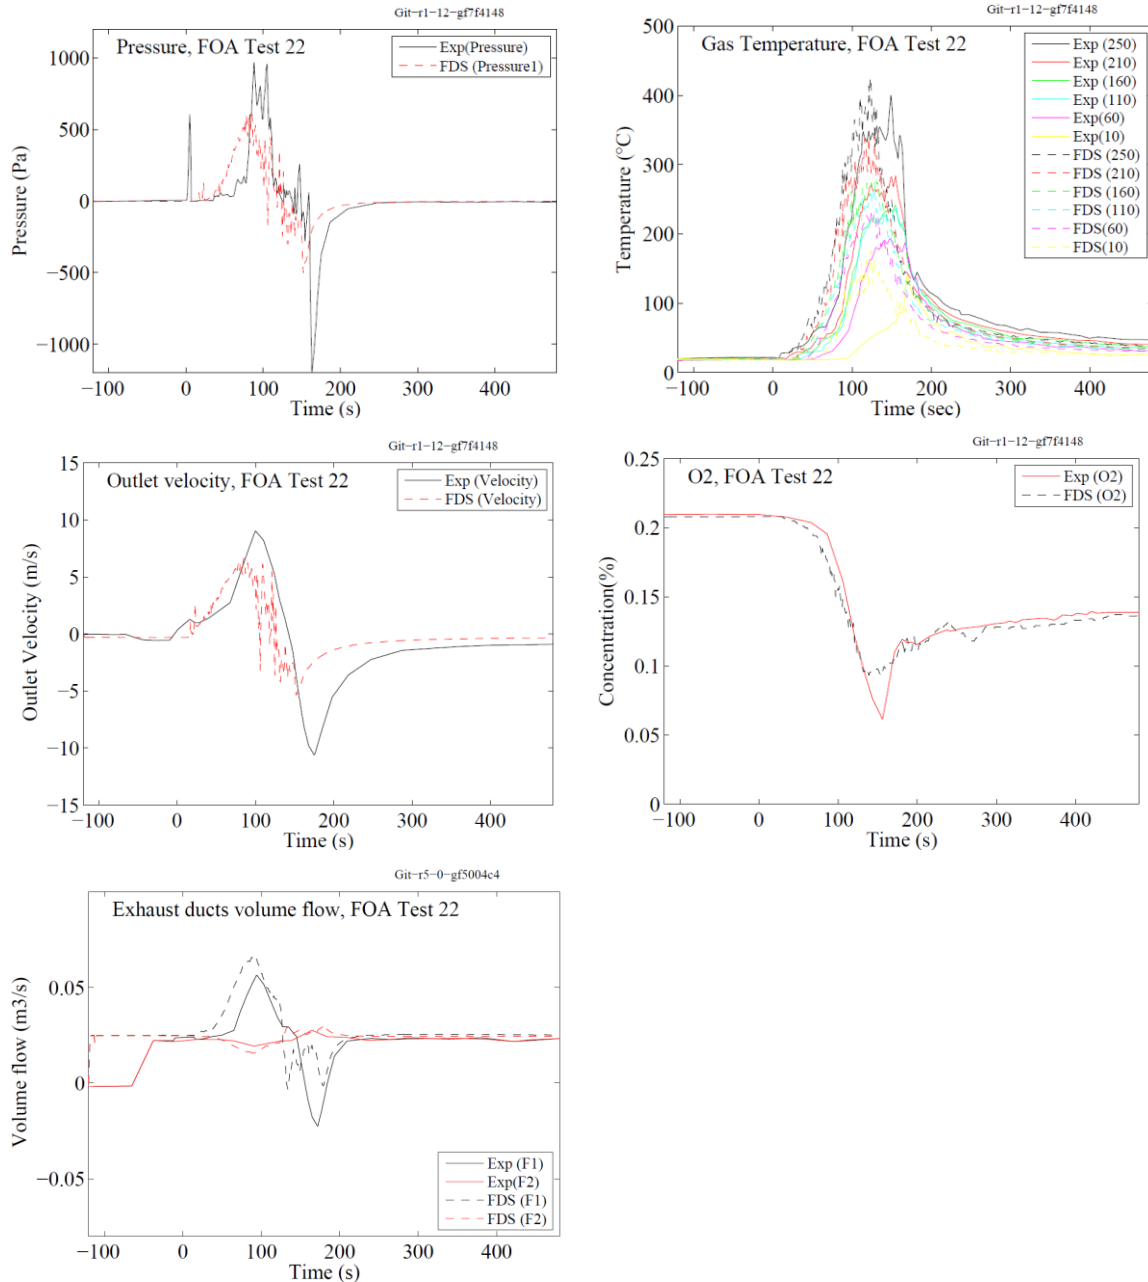 Git−r1−12−gf7f4148
Pressure, FOA Test 22
Exp(Pressure)
FDS (Pressure1)
1000
500
0
−500
−1000
Pressure (Pa)
−100 0 100 200 300 400
Time (s)
Git−r1−12−gf7f4148
Gas Temperature, FOA Test 22
Exp (250)
Exp (210)
Exp (160)
Exp (110)
Exp(60)
Exp(10)
FDS (250)
FDS (210)
FDS (160)
FDS (110)
FDS(60)
FDS(10)
500
400
300
200
100
0
Temperature (°C)
−100 0 100 200 300 400
Time (sec)
Git−r1−12−gf7f4148
Outlet velocity, FOA Test 22
Exp (Velocity)
FDS (Velocity)
15
10
5
0
−5
−10
−15
Outlet Velocity (m/s)
−100 0 100 200 300 400
Time (s)
Git−r1−12−gf7f4148
O2, FOA Test 22
Exp (O2)
FDS (O2)
0.25
0.2
0.15
0.1
0.05
0
Concentration(%)
−100 0 100 200 300 400
Time (s)
Git−r5−0−gf5004c4
Exhaust ducts volume flow, FOA Test 22
0.05
0
−0.05
Volume flow (m3/s)
Exp (F1)
Exp(F2)
FDS (F1)
FDS (F2)
−100 0 100 200 300 400
Time (s)